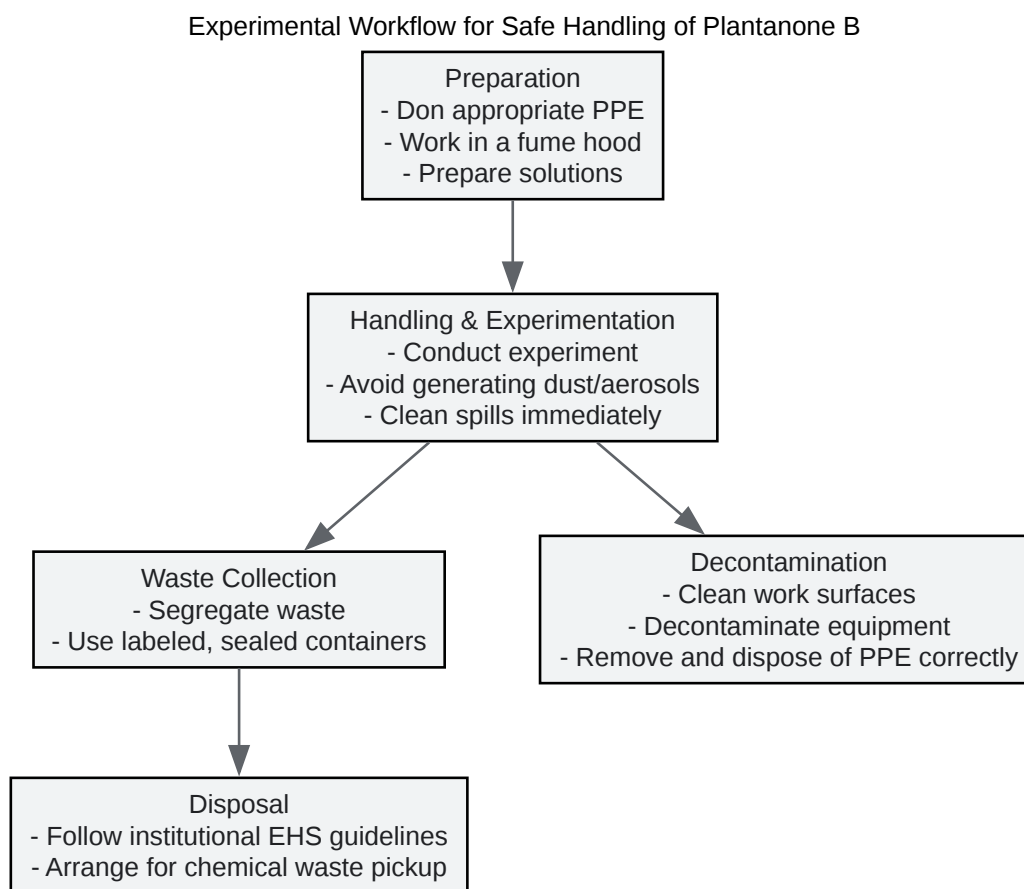 Experimental Workflow for Safe Handling of Plantanone B
Preparation
- Don appropriate PPE
- Work in a fume hood
- Prepare solutions
Handling & Experimentation
- Conduct experiment
- Avoid generating dust/aerosols
- Clean spills immediately
Waste Collection
- Segregate waste
- Use labeled, sealed containers
Decontamination
- Clean work surfaces
- Decontaminate equipment
- Remove and dispose of PPE correctly
Disposal
- Follow institutional EHS guidelines
- Arrange for chemical waste pickup